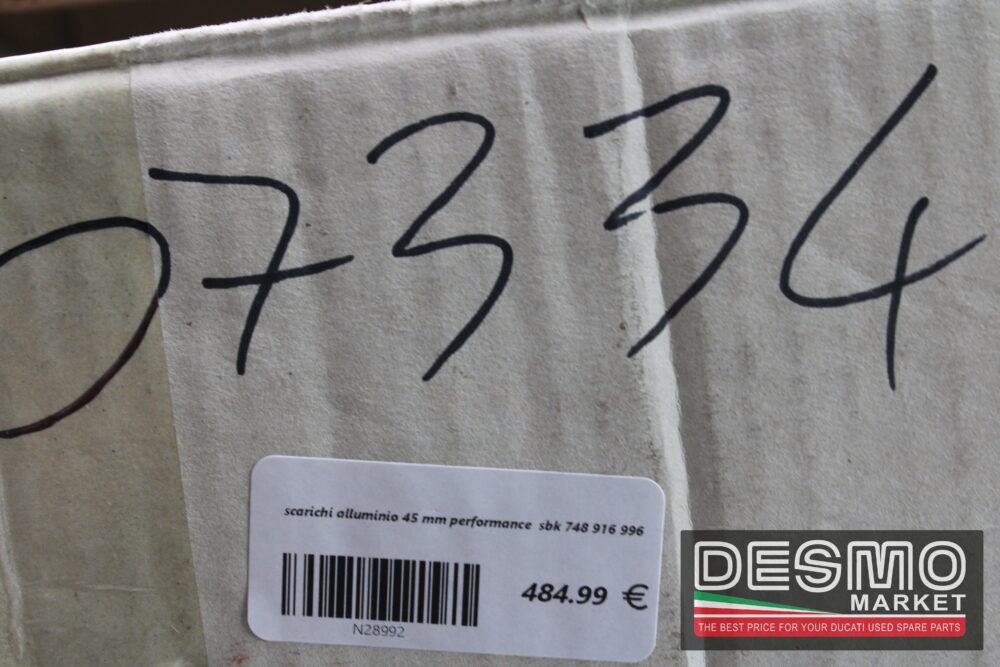 07334
scarichi alluminio 45 mm performance sbk 748 916 996
484.99 €
N28992
DESMO
MARKET
THE BEST PRICE FOR YOUR DUCATI USED SPARE PARTS